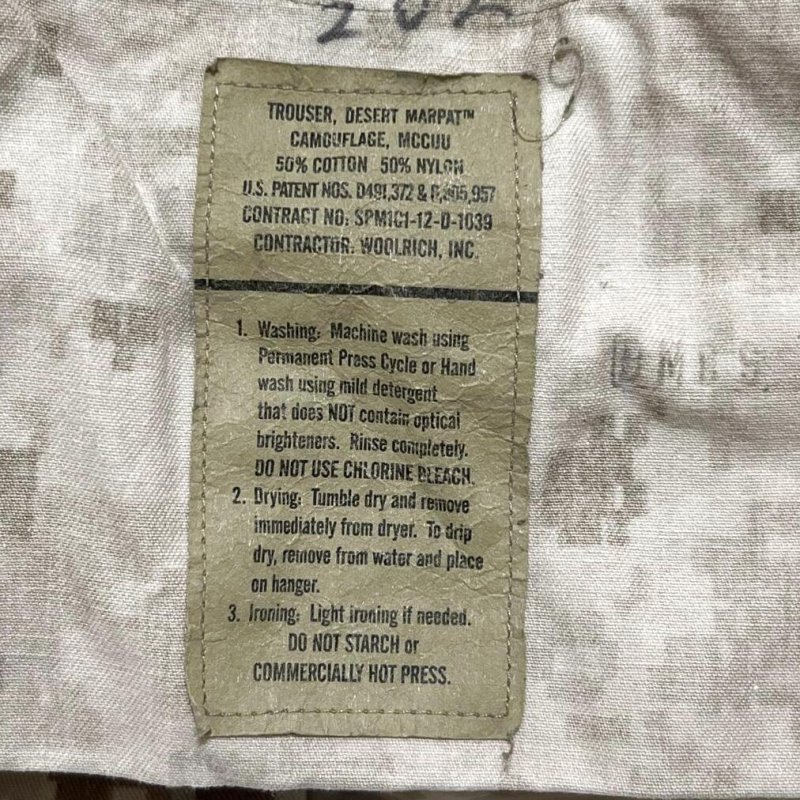 202
TROUSER, DESERT MARPAT™
CAMOUFLAGE, MCCUU
50% COTTON 50% NYLON
U.S. PATENT NOS. D491,372 & 6,805,957
CONTRACT NO: SPM1C1-12-D-1039
CONTRACTOR: WOOLRICH, INC.
1. Washing: Machine wash using
Permanent Press Cycle or Hand
wash using mild detergent
that does NOT contain optical
brighteners. Rinse completely.
DO NOT USE CHLORINE BLEACH.
2. Drying: Tumble dry and remove
immediately from dryer. To drip
dry, remove from water and place
on hanger.
3. Ironing: Light ironing if needed.
DO NOT STARCH or
COMMERCIALLY HOT PRESS.